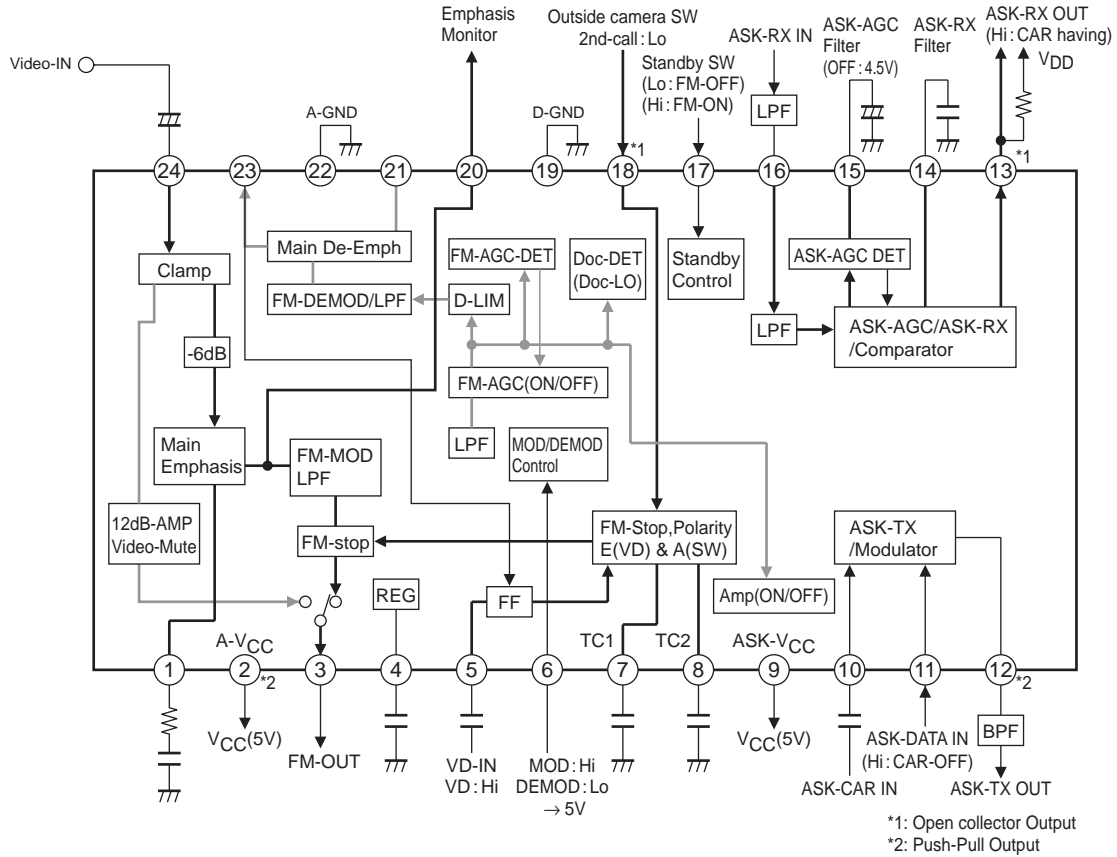 Emphasis
Monitor
Outside camera SW
2nd-call : Lo
Standby SW
(Lo : FM-OFF)
(Hi : FM-ON)
ASK-RX IN
ASK-AGC
Filter
(OFF : 4.5V)
ASK-RX
Filter
ASK-RX OUT
(Hi : CAR having)
VDD
Video-IN
A-GND
D-GND
LPF
*1
*1
24
23
22
21
20
19
18
17
16
15
14
13
Clamp
Main De-Emph
FM-DEMOD/LPF
FM-AGC-DET
D-LIM
Doc-DET
(Doc-LO)
Standby
Control
ASK-AGC DET
LPF
ASK-AGC/ASK-RX
/Comparator
-6dB
FM-AGC(ON/OFF)
LPF
MOD/DEMOD
Control
Main
Emphasis
FM-MOD
LPF
12dB-AMP
Video-Mute
FM-stop
FM-Stop,Polarity
E(VD) & A(SW)
ASK-TX
/Modulator
REG
FF
Amp(ON/OFF)
A-VCC
TC1
TC2
ASK-VCC
1
2
3
4
5
6
7
8
9
10
11
12
*2
*2
VCC(5V)
FM-OUT
VD-IN
VD : Hi
MOD : Hi
DEMOD : Lo
→ 5V
VCC(5V)
ASK-CAR IN
ASK-DATA IN
(Hi : CAR-OFF)
BPF
ASK-TX OUT
*1: Open collector Output
*2: Push-Pull Output